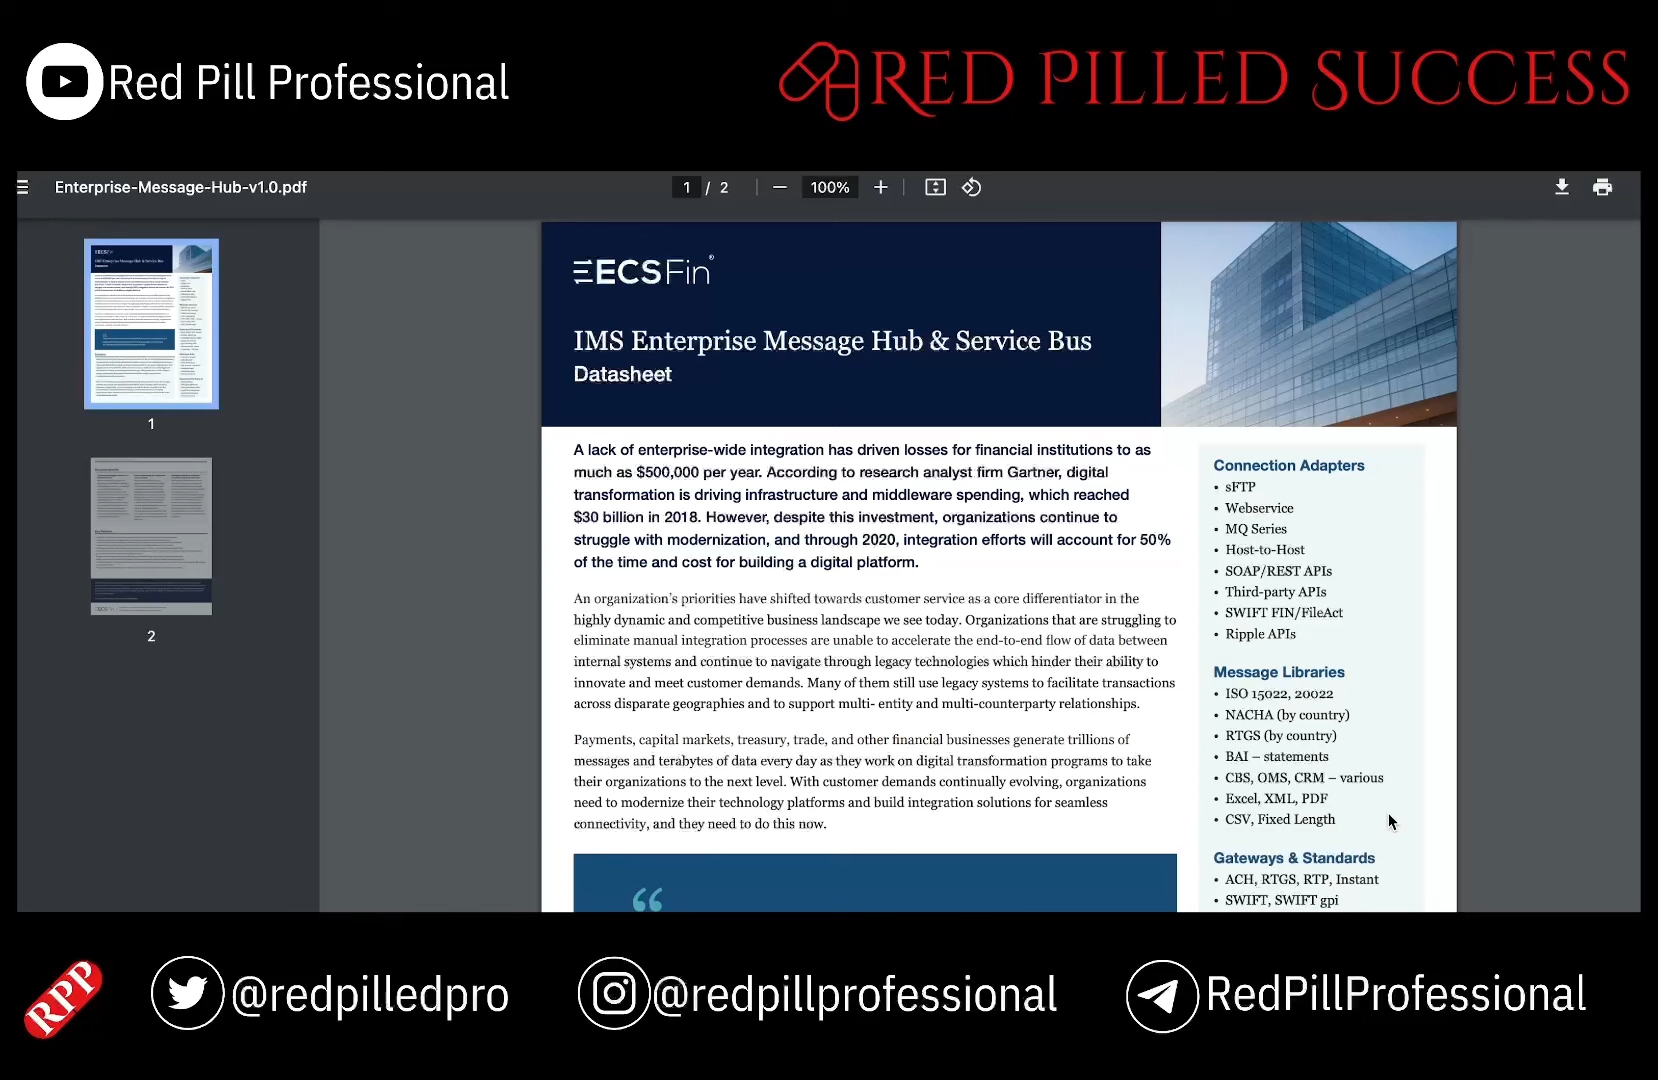 Red Pill Professional
RED PILLED SUCCESS
Enterprise-Message-Hub-v1.0.pdf
1 / 2
100%
1
2
ECSFin®
IMS Enterprise Message Hub & Service Bus
Datasheet
A lack of enterprise-wide integration has driven losses for financial institutions to as
much as $500,000 per year. According to research analyst firm Gartner, digital
transformation is driving infrastructure and middleware spending, which reached
$30 billion in 2018. However, despite this investment, organizations continue to
struggle with modernization, and through 2020, integration efforts will account for 50%
of the time and cost for building a digital platform.
An organization's priorities have shifted towards customer service as a core differentiator in the
highly dynamic and competitive business landscape we see today. Organizations that are struggling to
eliminate manual integration processes are unable to accelerate the end-to-end flow of data between
internal systems and continue to navigate through legacy technologies which hinder their ability to
innovate and meet customer demands. Many of them still use legacy systems to facilitate transactions
across disparate geographies and to support multi- entity and multi-counterparty relationships.
Payments, capital markets, treasury, trade, and other financial businesses generate trillions of
messages and terabytes of data every day as they work on digital transformation programs to take
their organizations to the next level. With customer demands continually evolving, organizations
need to modernize their technology platforms and build integration solutions for seamless
connectivity, and they need to do this now.
“
Connection Adapters
• sFTP
• Webservice
• MQ Series
• Host-to-Host
• SOAP/REST APIs
• Third-party APIs
• SWIFT FIN/FileAct
• Ripple APIs
Message Libraries
• ISO 15022, 20022
• NACHA (by country)
• RTGS (by country)
• BAI – statements
• CBS, OMS, CRM – various
• Excel, XML, PDF
• CSV, Fixed Length
Gateways & Standards
• ACH, RTGS, RTP, Instant
• SWIFT, SWIFT gpi
RPP
@redpilledpro
@redpillprofessional
RedPillProfessional